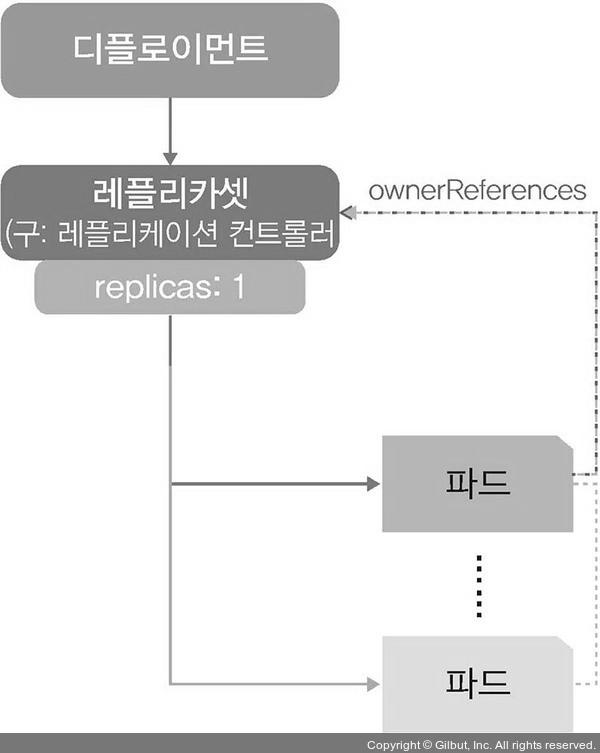 디플로이먼트
레플리카셋
(구: 레플리케이션 컨트롤러
replicas: 1
ownerReferences
파드
파드
Copyright © Gilbut, Inc. All rights reserved.